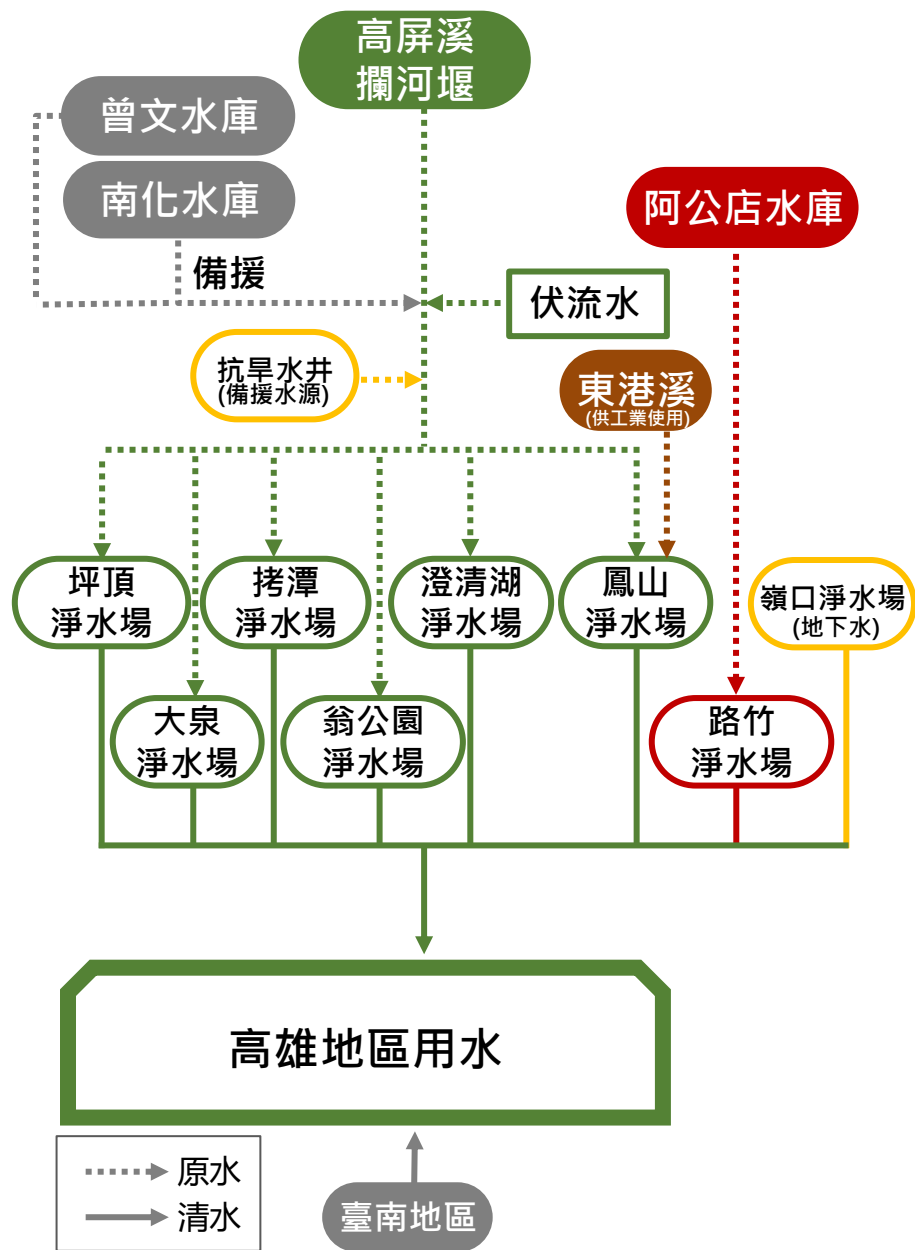 高屏溪
攔河堰
曾文水庫
南化水庫
阿公店水庫
備援
伏流水
抗旱水井
(備援水源)
東港溪
(供工業使用)
坪頂
淨水場
拷潭
淨水場
澄清湖
淨水場
鳳山
淨水場
嶺口淨水場
(地下水)
大泉
淨水場
翁公園
淨水場
路竹
淨水場
高雄地區用水
原水
清水
臺南地區